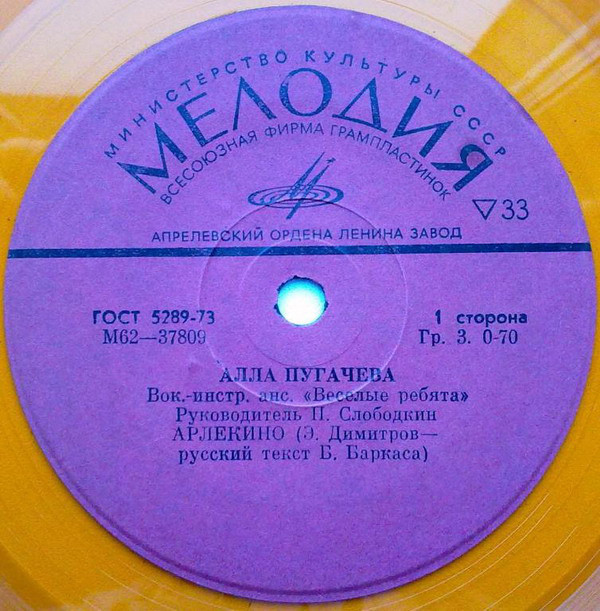 МИНИСТЕРСТВО КУЛЬТУРЫ СССР
МЕЛОДИЯ
ВСЕСОЮЗНАЯ ФИРМА ГРАМПЛАСТИНОК
33
АПРЕЛЕВСКИЙ ОРДЕНА ЛЕНИНА ЗАВОД
ГОСТ 5289-73 1 сторона
М62—37809 Гр. 3. 0-70
АЛЛА ПУГАЧЕВА
Вок.-инстр. анс. «Веселые ребята»
Руководитель П. Слободкин
АРЛЕКИНО (Э. Димитров—
русский текст Б. Баркаса)